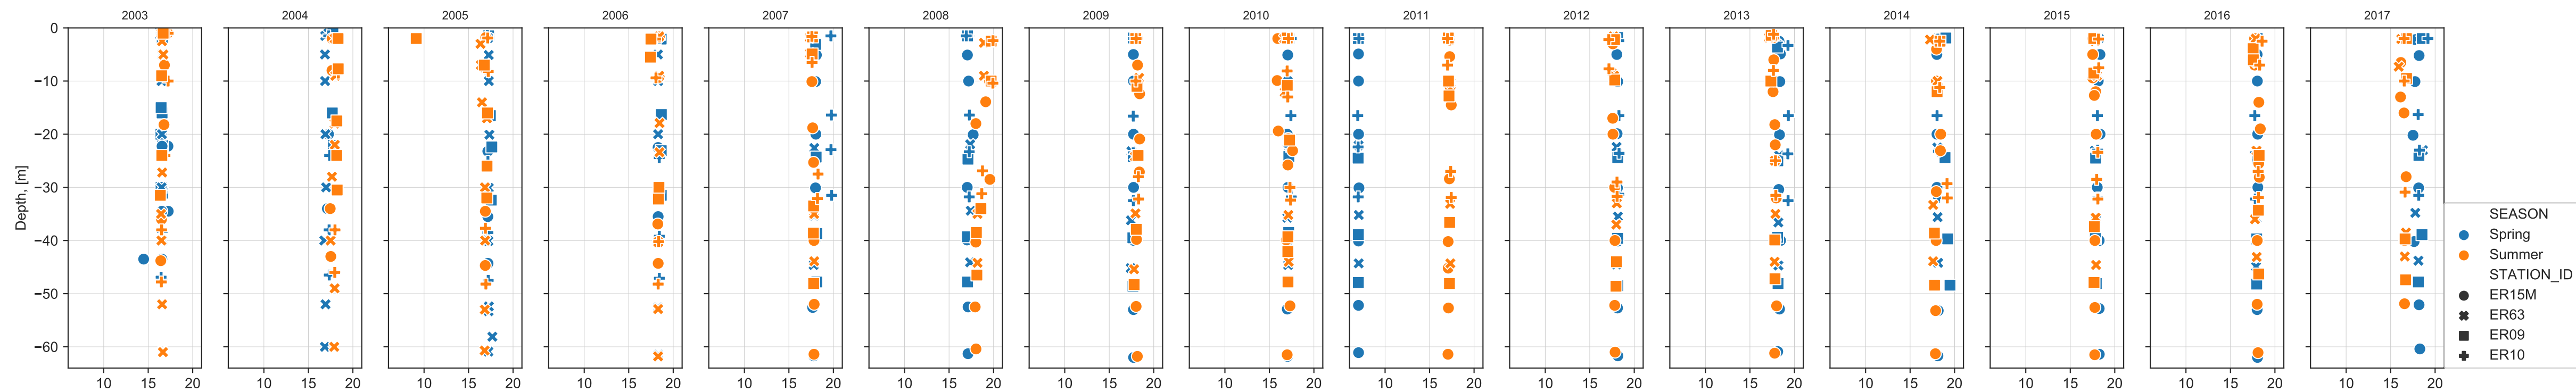 2003 2004 2005 2006 2007 2008 2009 2010 2011 2012 2013 2014 2015 2016 2017
0
−10
−20
−30
−40
−50
−60
Depth, [m]
SEASON
Spring
Summer
STATION_ID
ER15M
ER63
ER09
ER10
10 15 20 10 15 20 10 15 20 10 15 20 10 15 20 10 15 20 10 15 20 10 15 20 10 15 20 10 15 20 10 15 20 10 15 20 10 15 20 10 15 20 10 15 20